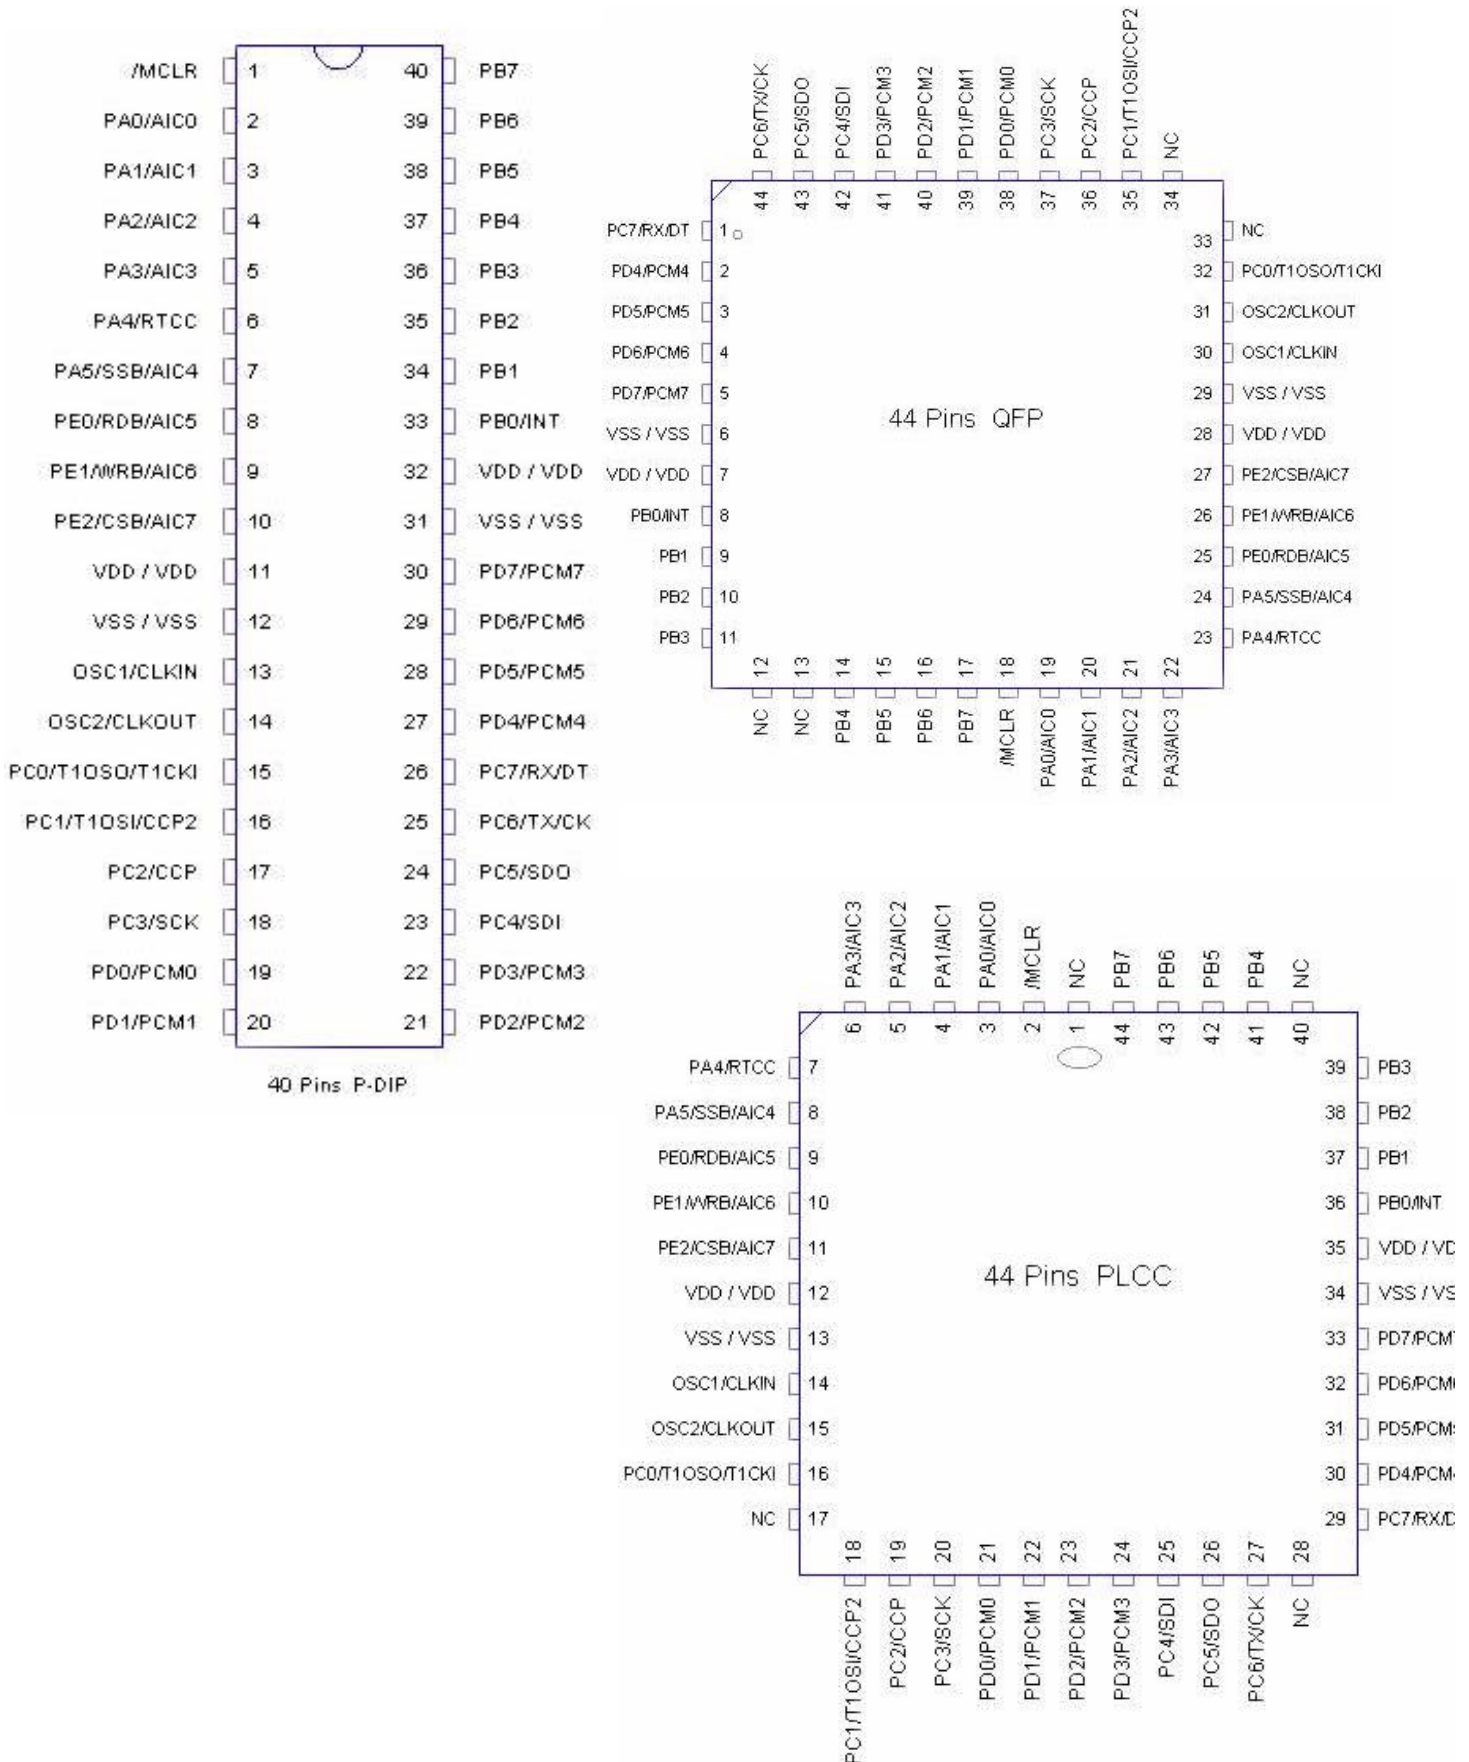 /MCLR 1 40 PB7
PA0/AIC0 2 39 PB6
PA1/AIC1 3 38 PB5
PA2/AIC2 4 37 PB4
PA3/AIC3 5 36 PB3
PA4/RTCC 6 35 PB2
PA5/SSB/AIC4 7 34 PB1
PE0/RDB/AIC5 8 33 PB0/INT
PE1/WRB/AIC6 9 32 VDD / VDD
PE2/CSB/AIC7 10 31 VSS / VSS
VDD / VDD 11 30 PD7/PCM7
VSS / VSS 12 29 PD6/PCM6
OSC1/CLKIN 13 28 PD5/PCM5
OSC2/CLKOUT 14 27 PD4/PCM4
PC0/T1OSO/T1CKI 15 26 PC7/RX/DT
PC1/T1OSI/CCP2 16 25 PC6/TX/CK
PC2/CCP 17 24 PC5/SDO
PC3/SCK 18 23 PC4/SDI
PD0/PCM0 19 22 PD3/PCM3
PD1/PCM1 20 21 PD2/PCM2
40 Pins P-DIP
PC6/TX/CK PC5/SDO PC4/SDI PD3/PCM3 PD2/PCM2 PD1/PCM1 PD0/PCM0 PC3/SCK PC2/CCP PC1/T1OSI/CCP2 NC
44 43 42 41 40 39 38 37 36 35 34
PC7/RX/DT 1 33 NC
PD4/PCM4 2 32 PC0/T1OSO/T1CKI
PD5/PCM5 3 31 OSC2/CLKOUT
PD6/PCM6 4 30 OSC1/CLKIN
PD7/PCM7 5 29 VSS / VSS
44 Pins QFP
VSS / VSS 6 28 VDD / VDD
VDD / VDD 7 27 PE2/CSB/AIC7
PB0/INT 8 26 PE1/WRB/AIC6
PB1 9 25 PE0/RDB/AIC5
PB2 10 24 PA5/SSB/AIC4
PB3 11 23 PA4/RTCC
12 13 14 15 16 17 18 19 20 21 22
NC NC PB4 PB5 PB6 PB7 /MCLR PA0/AIC0 PA1/AIC1 PA2/AIC2 PA3/AIC3
PA3/AIC3 PA2/AIC2 PA1/AIC1 PA0/AIC0 /MCLR NC PB7 PB6 PB5 PB4 NC
6 5 4 3 2 1 44 43 42 41 40
PA4/RTCC 7 39 PB3
PA5/SSB/AIC4 8 38 PB2
PE0/RDB/AIC5 9 37 PB1
PE1/WRB/AIC6 10 36 PB0/INT
PE2/CSB/AIC7 11 35 VDD / VD
44 Pins PLCC
VDD / VDD 12 34 VSS / VS
VSS / VSS 13 33 PD7/PCM
OSC1/CLKIN 14 32 PD6/PCM
OSC2/CLKOUT 15 31 PD5/PCM
PC0/T1OSO/T1CKI 16 30 PD4/PCM
NC 17 29 PC7/RX/
18 19 20 21 22 23 24 25 26 27 28
PC1/T1OSI/CCP2 PC2/CCP PC3/SCK PD0/PCM0 PD1/PCM1 PD2/PCM2 PD3/PCM3 PC4/SDI PC5/SDO PC6/TX/CK NC